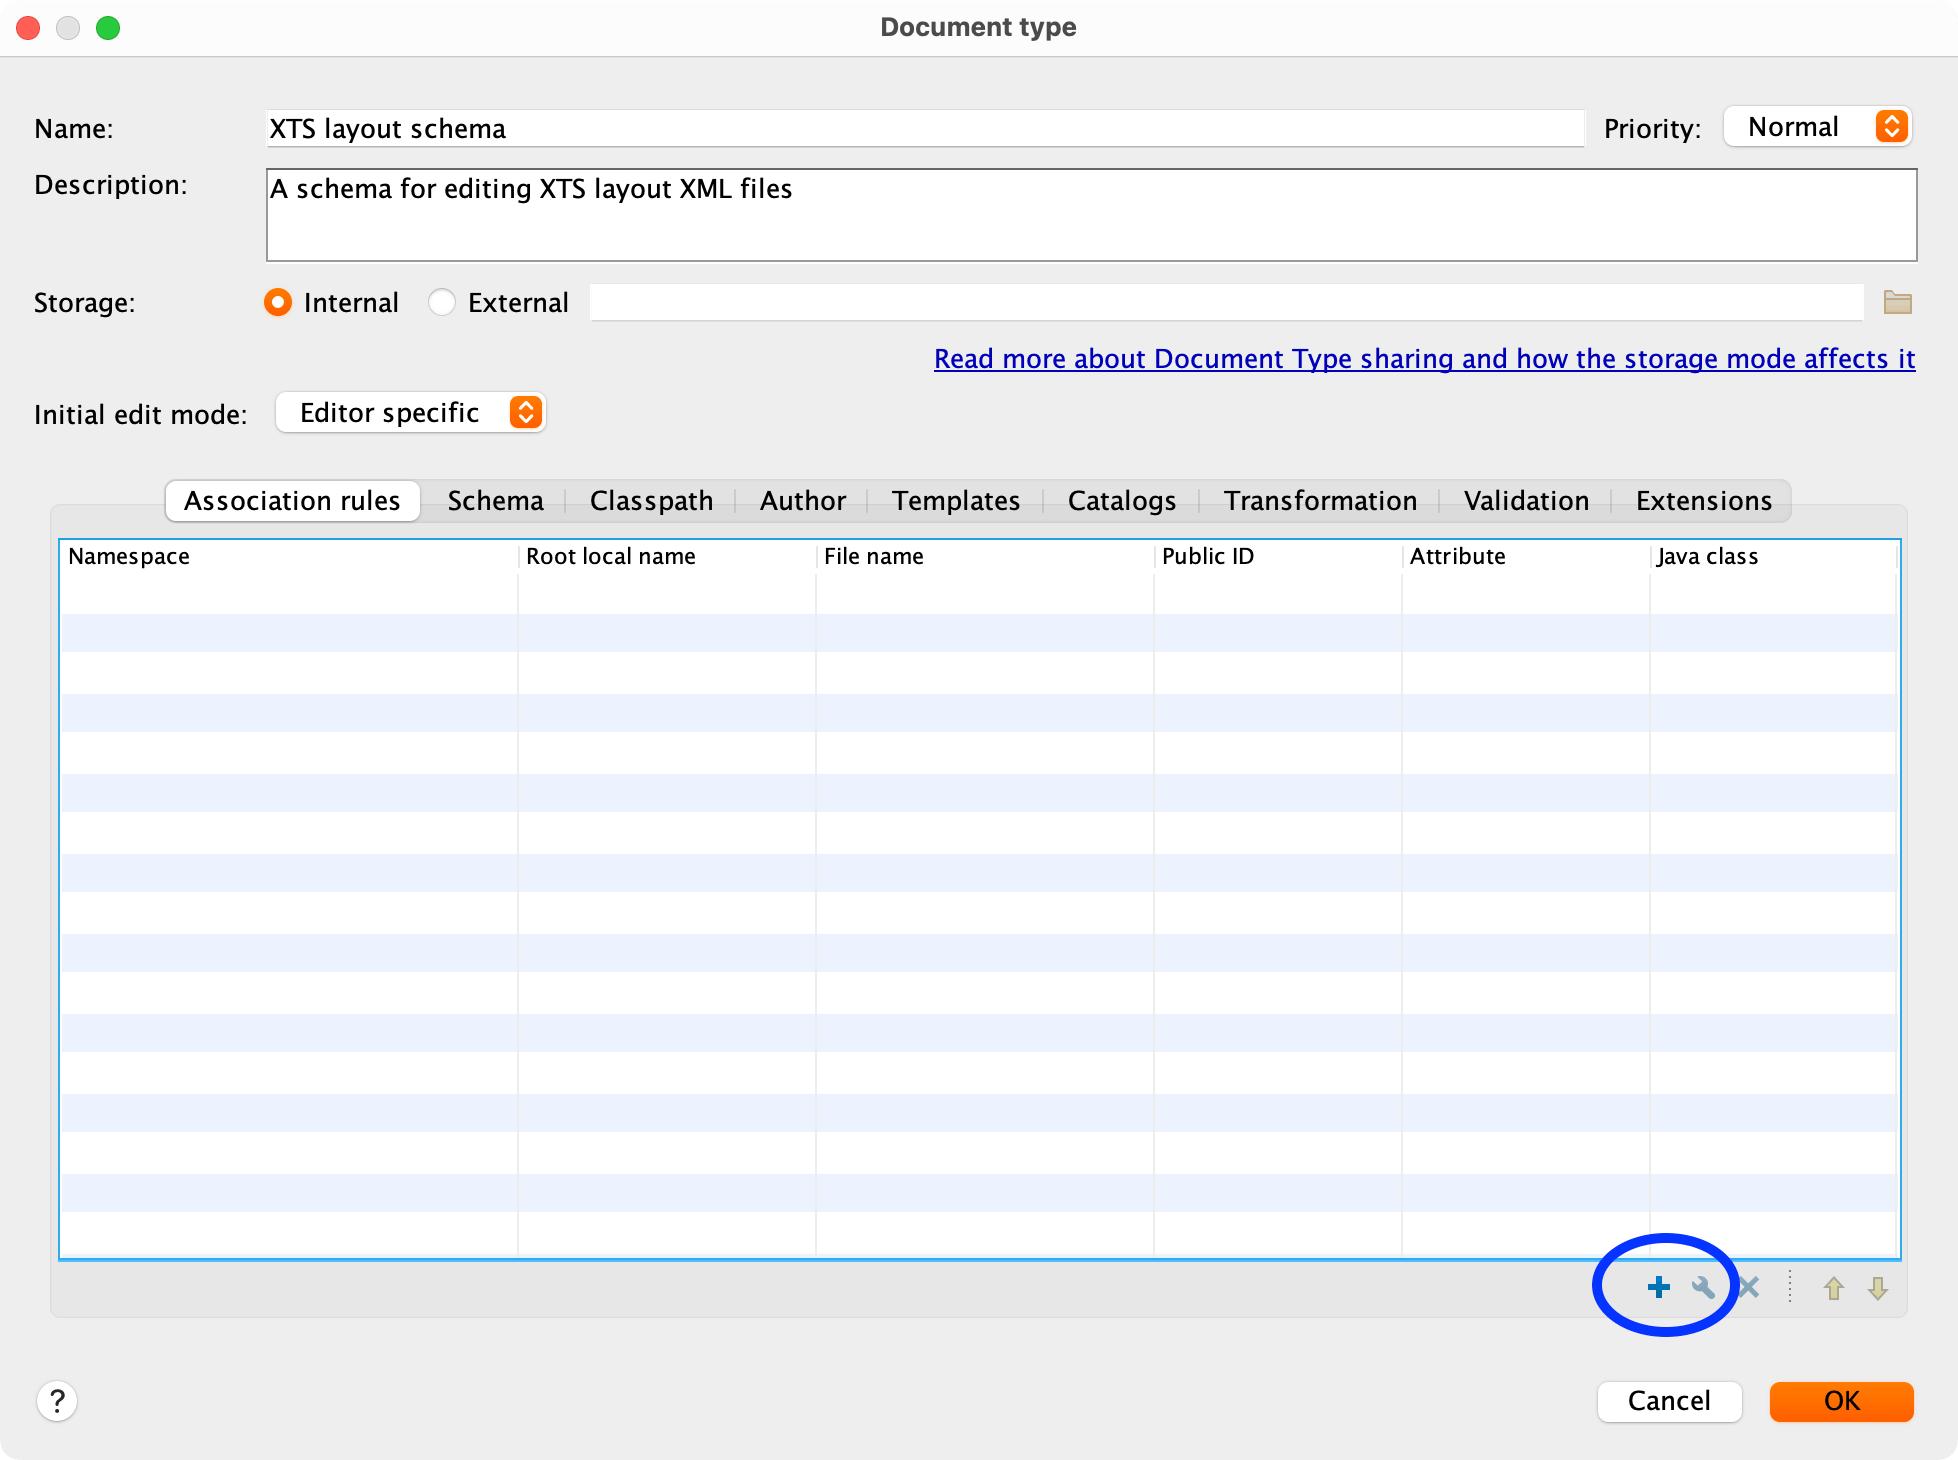 Document type
Name: XTS layout schema Priority: Normal
Description: A schema for editing XTS layout XML files
Storage: Internal External
Read more about Document Type sharing and how the storage mode affects it
Initial edit mode: Editor specific
Association rules Schema Classpath Author Templates Catalogs Transformation Validation Extensions
Namespace Root local name File name Public ID Attribute Java class
? Cancel OK